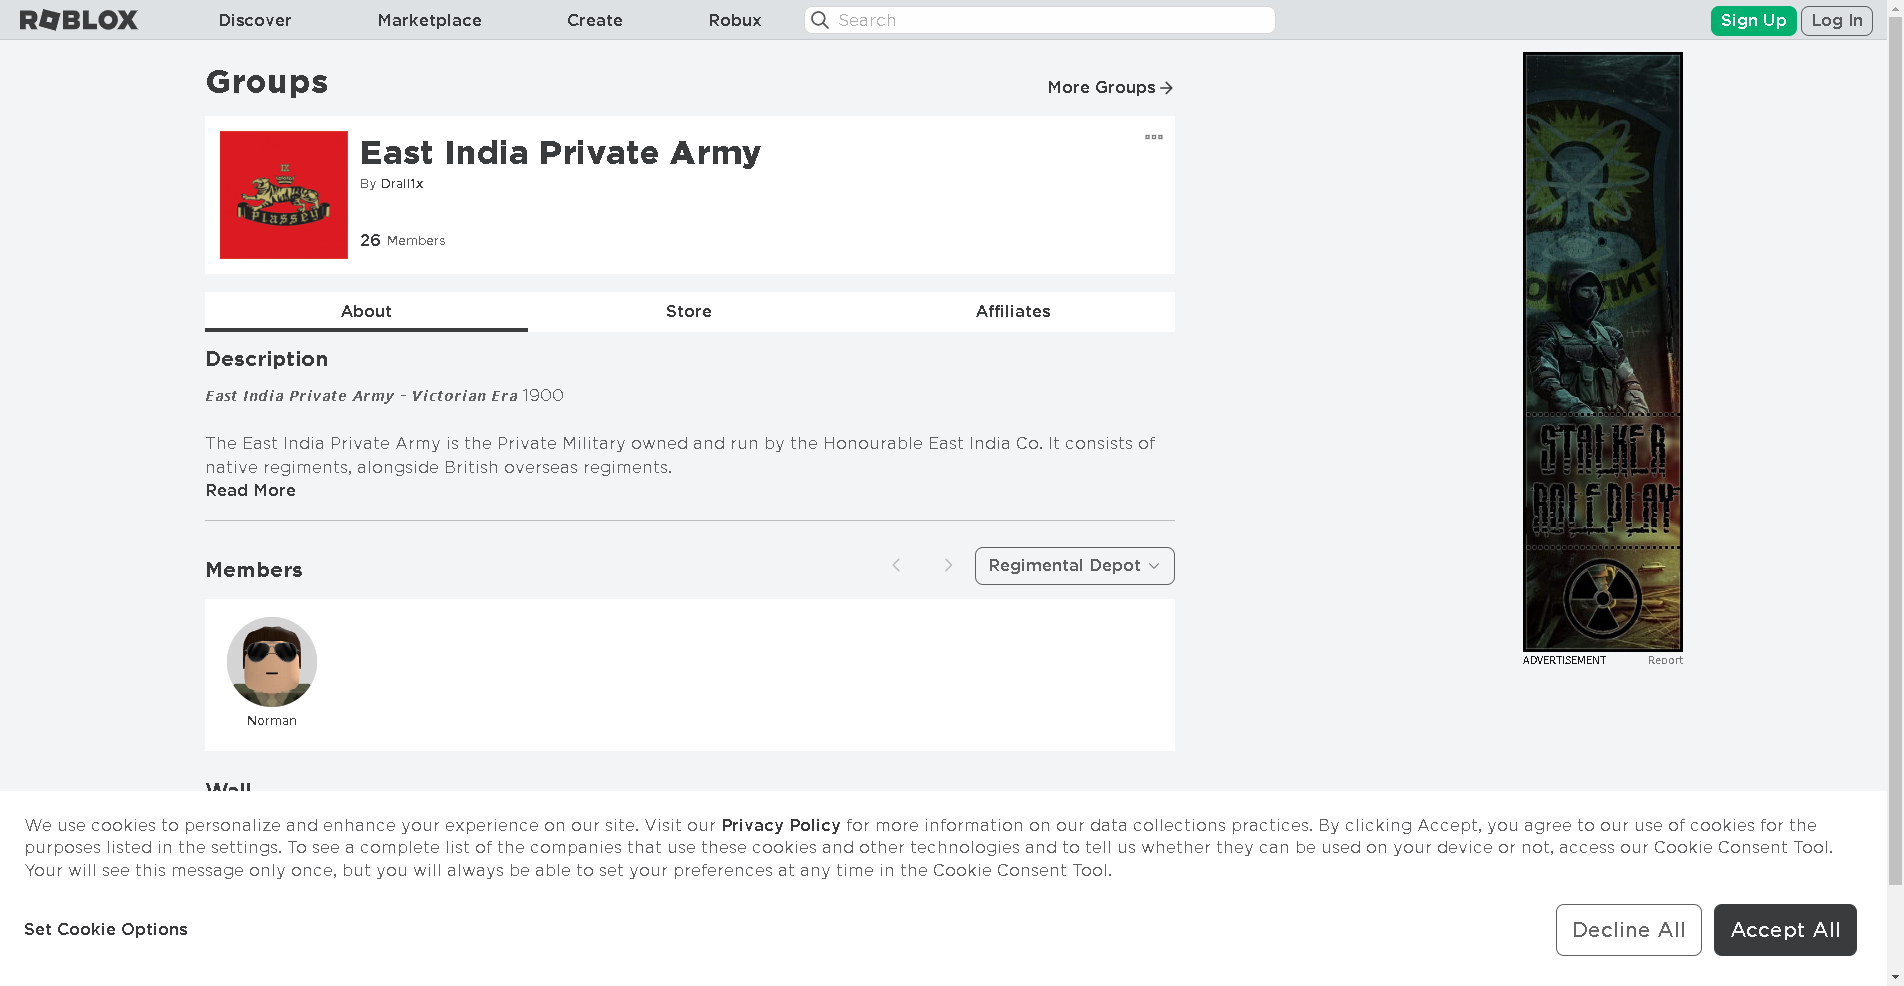 ROBLOX
Discover
Marketplace
Create
Robux
Search
Sign Up
Log In
Groups
More Groups
East India Private Army
By Drall1x
26 Members
IX
Plassey
About
Store
Affiliates
Description
East India Private Army - Victorian Era 1900
The East India Private Army is the Private Military owned and run by the Honourable East India Co. It consists of
native regiments, alongside British overseas regiments.
Read More
Members
Regimental Depot
Norman
Wall
STALKER
ROLEPLAY
ADVERTISEMENT
Report
We use cookies to personalize and enhance your experience on our site. Visit our Privacy Policy for more information on our data collections practices. By clicking Accept, you agree to our use of cookies for the
purposes listed in the settings. To see a complete list of the companies that use these cookies and other technologies and to tell us whether they can be used on your device or not, access our Cookie Consent Tool.
Your will see this message only once, but you will always be able to set your preferences at any time in the Cookie Consent Tool.
Set Cookie Options
Decline All
Accept All